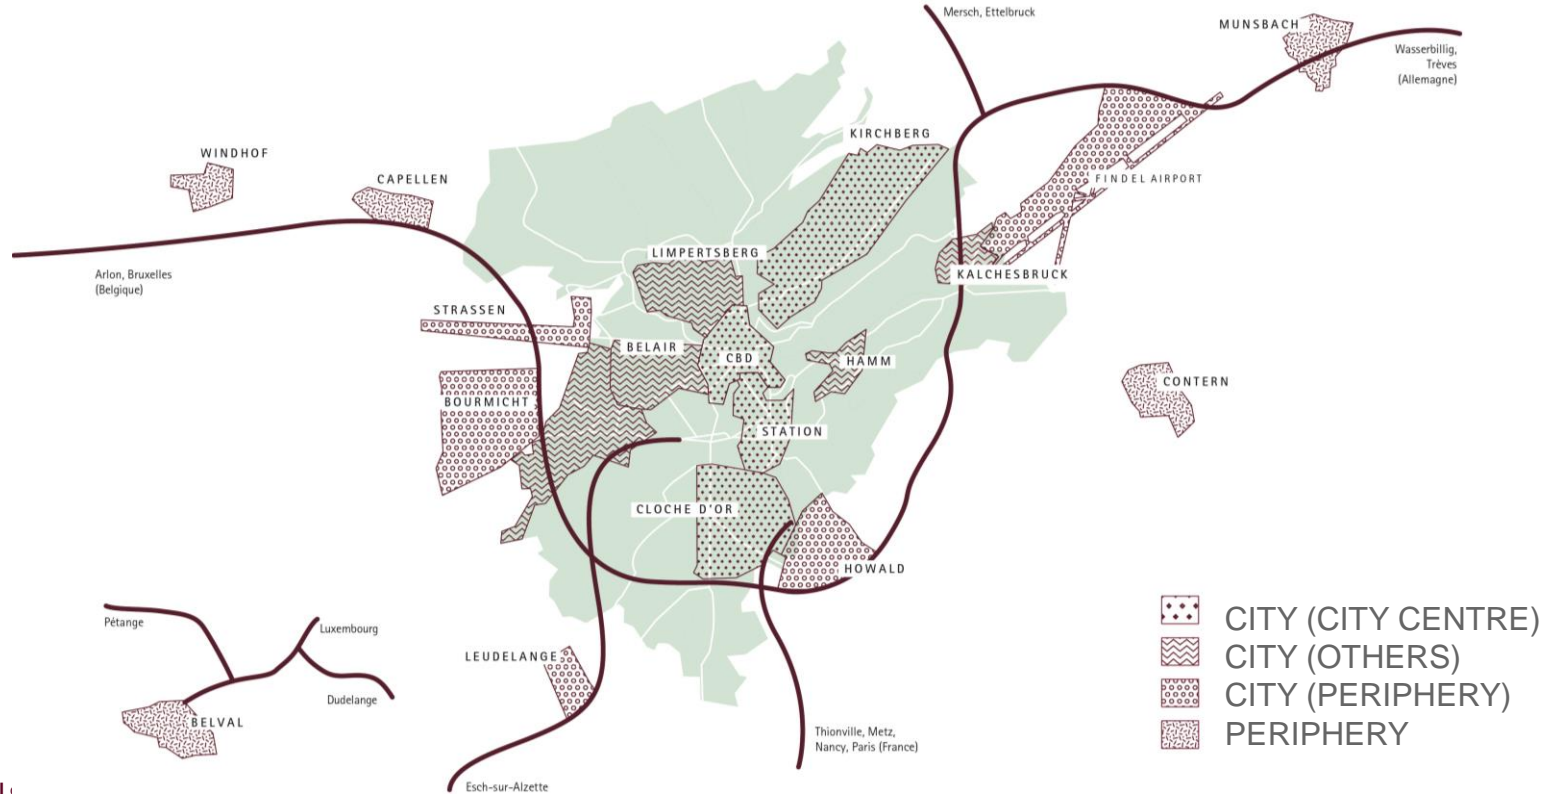 Mersch, Ettelbruck
MUNSBACH
Wasserbillig,
Trèves
(Allemagne)
KIRCHBERG
WINDHOF
CAPELLEN
FINDEL AIRPORT
LIMPERTSBERG
KALCHESBRUCK
Arlon, Bruxelles
(Belgique)
STRASSEN
BELAIR
CBD
HAMM
CONTERN
BOURMICHT
STATION
CLOCHE D'OR
HOWALD
Pétange
Luxembourg
LEUDELANGE
Dudelange
BELVAL
Thionville, Metz,
Nancy, Paris (France)
Esch-sur-Alzette
CITY (CITY CENTRE)
CITY (OTHERS)
CITY (PERIPHERY)
PERIPHERY